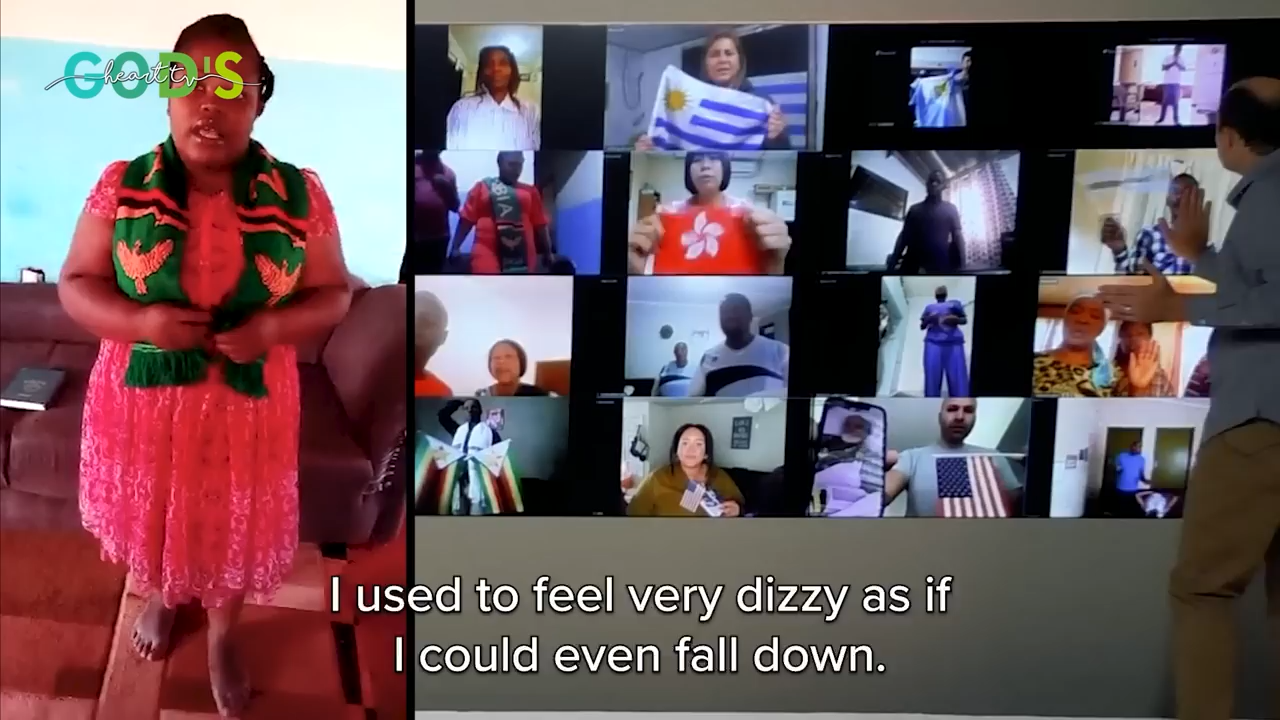 GOD'S
heart tv
I used to feel very dizzy as if
I could even fall down.